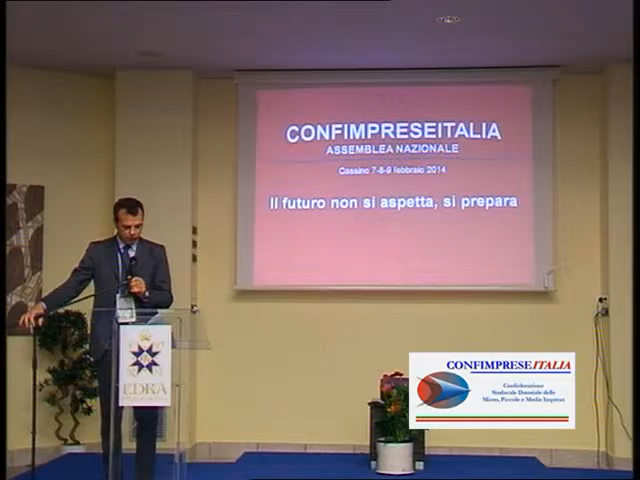 CONFIMPRESEITALIA
ASSEMBLEA NAZIONALE
Cassino 7-8-9 febbraio 2014
Il futuro non si aspetta, si prepara
EDRA
CONFIMPRESEITALIA
Confederazione
Sindacale Datoriale delle
Micro, Piccole e Medie Imprese